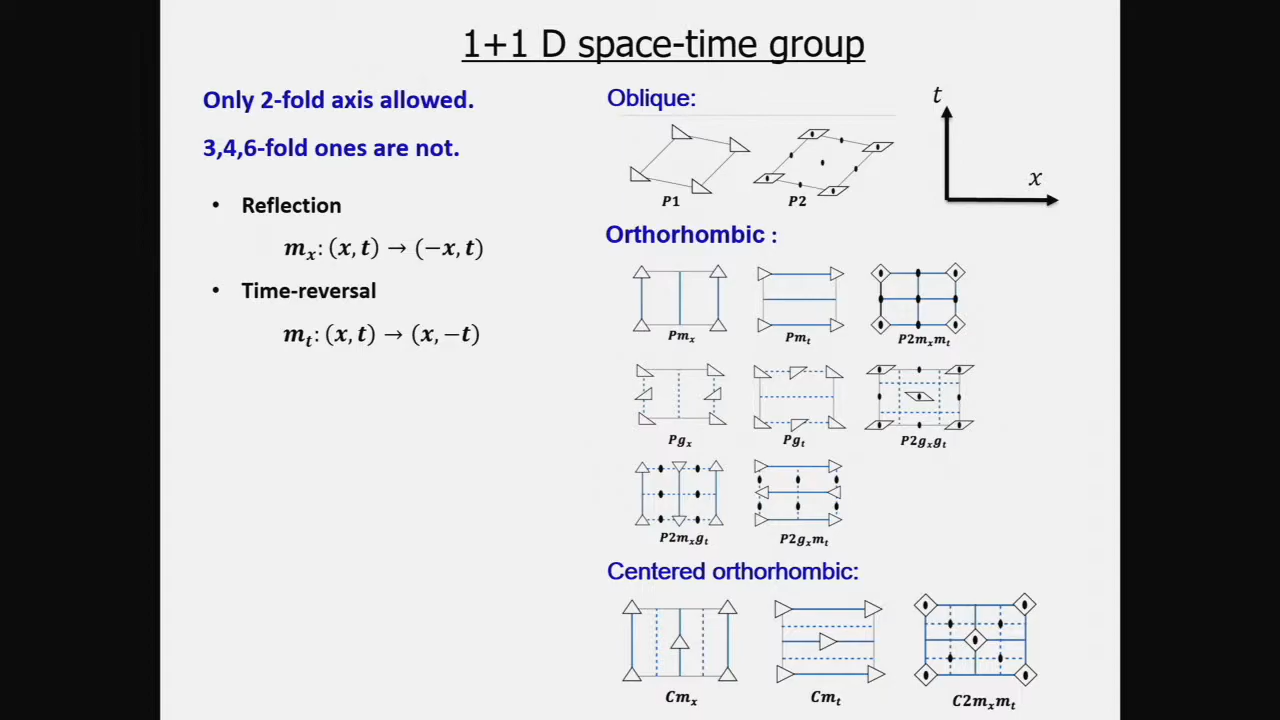 1+1 D space-time group
Only 2-fold axis allowed.
3,4,6-fold ones are not.
• Reflection
m_x: (x, t) → (−x, t)
• Time-reversal
m_t: (x, t) → (x, −t)
Oblique:
P1 P2
t
x
Orthorhombic :
Pm_x Pm_t P2m_xm_t
Pg_x Pg_t P2g_xg_t
P2m_xg_t P2g_xm_t
Centered orthorhombic:
Cm_x Cm_t C2m_xm_t